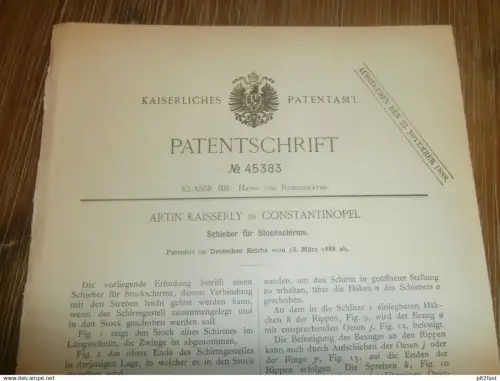 KAISERLICHES PATENTAMT.
AUSGEGEBEN DEN 22. NOVEMBER 1888.
PATENTSCHRIFT
№ 45383
KLASSE 33: HAND- UND REISEGERÄTHE.
ARTIN KAISSERLY IN CONSTANTINOPEL.
Schieber für Stockschirme.
Patentirt im Deutschen Reiche vom 18. März 1888 ab.
Die vorliegende Erfindung betrifft einen
Schieber für Stockschirme, dessen Verbindung
mit den Streben leicht gelöst werden kann,
wenn das Schirmgestell zusammengelegt und
in den Stock geschoben werden soll.
Fig. 1 zeigt den Stock eines Schirmes im
Längenschnitt, die Zwinge in
Fig. 2 das obere Ende des Schirmgestelles
in derjenigen Lage, in welcher es in den Stock
werden, um den Schirm in geöffneter Stellung
zu erhalten, über die Haken n des Schiebers a
geschoben.
An dem in die Schlitze i einlegbaren Häk-
chen h der Rippen, Fig. 9, wird der Bezug u
mit entsprechenden Oesen j, Fig. 12, befestigt.
Die Befestigung des Bezuges an den Rippen
kann auch durch Aufschieben der Oesen j oder
der Ringe Fig. 13, auf die Enden der
Rippen erfolgen. Die Spreizen k, Fig. 10
pit2fast